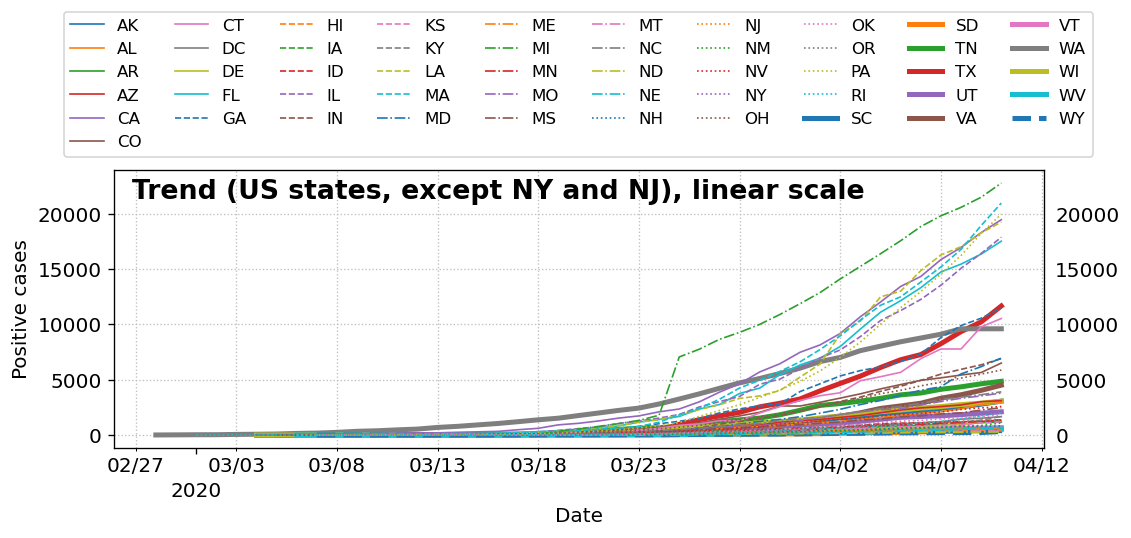 AK CT HI KS ME MT NJ OK SD VT
AL DC IA KY MI NC NM OR TN WA
AR DE ID LA MN ND NV PA TX WI
AZ FL IL MA MO NE NY RI UT WV
CA GA IN MD MS NH OH SC VA WY
CO
Trend (US states, except NY and NJ), linear scale
20000 20000
15000 15000
10000 10000
5000 5000
0 0
Positive cases
02/27 03/03 03/08 03/13 03/18 03/23 03/28 04/02 04/07 04/12
2020
Date